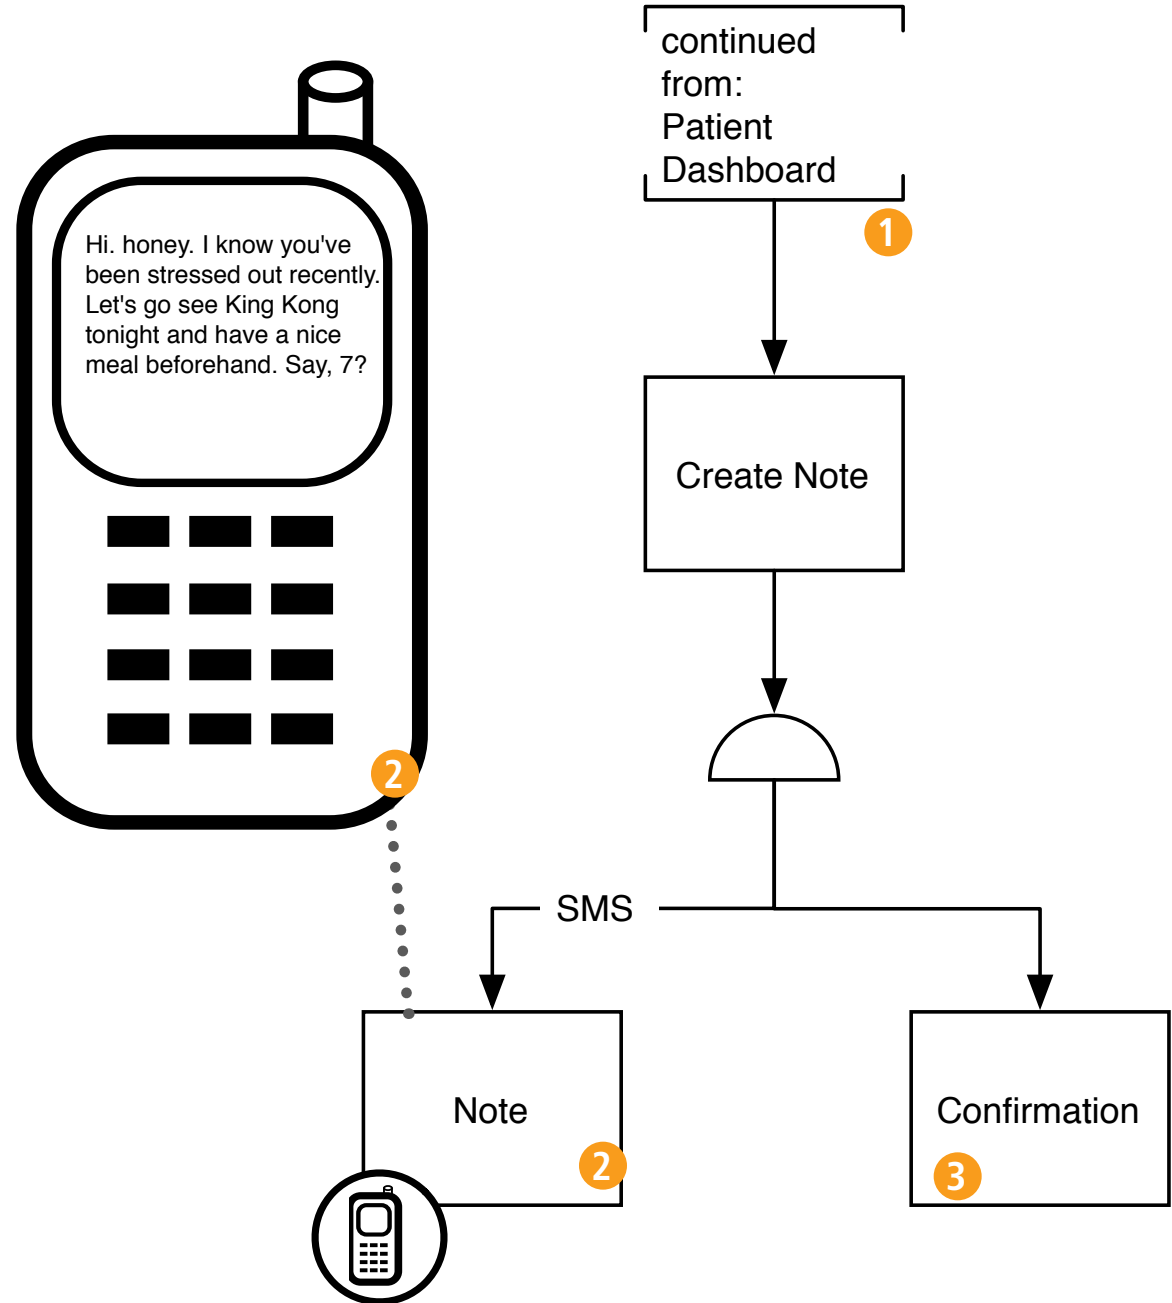 continued
from:
Patient
Dashboard
1
Hi. honey. I know you've
been stressed out recently.
Let's go see King Kong
tonight and have a nice
meal beforehand. Say, 7?
Create Note
2
SMS
Note
2
Confirmation
3